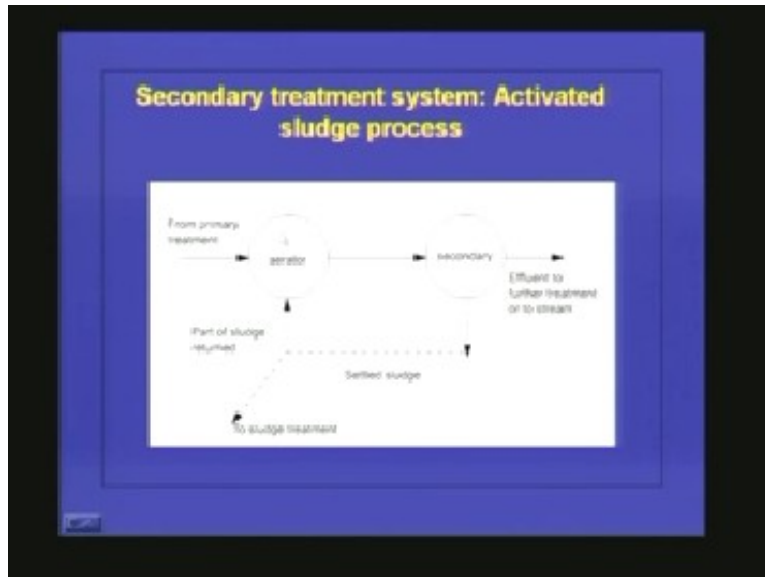 Secondary treatment system: Activated
sludge process
From primary
treatment
aerator
secondary
Effluent to
further treatment
or to stream
Part of sludge
returned
Settled sludge
To sludge treatment